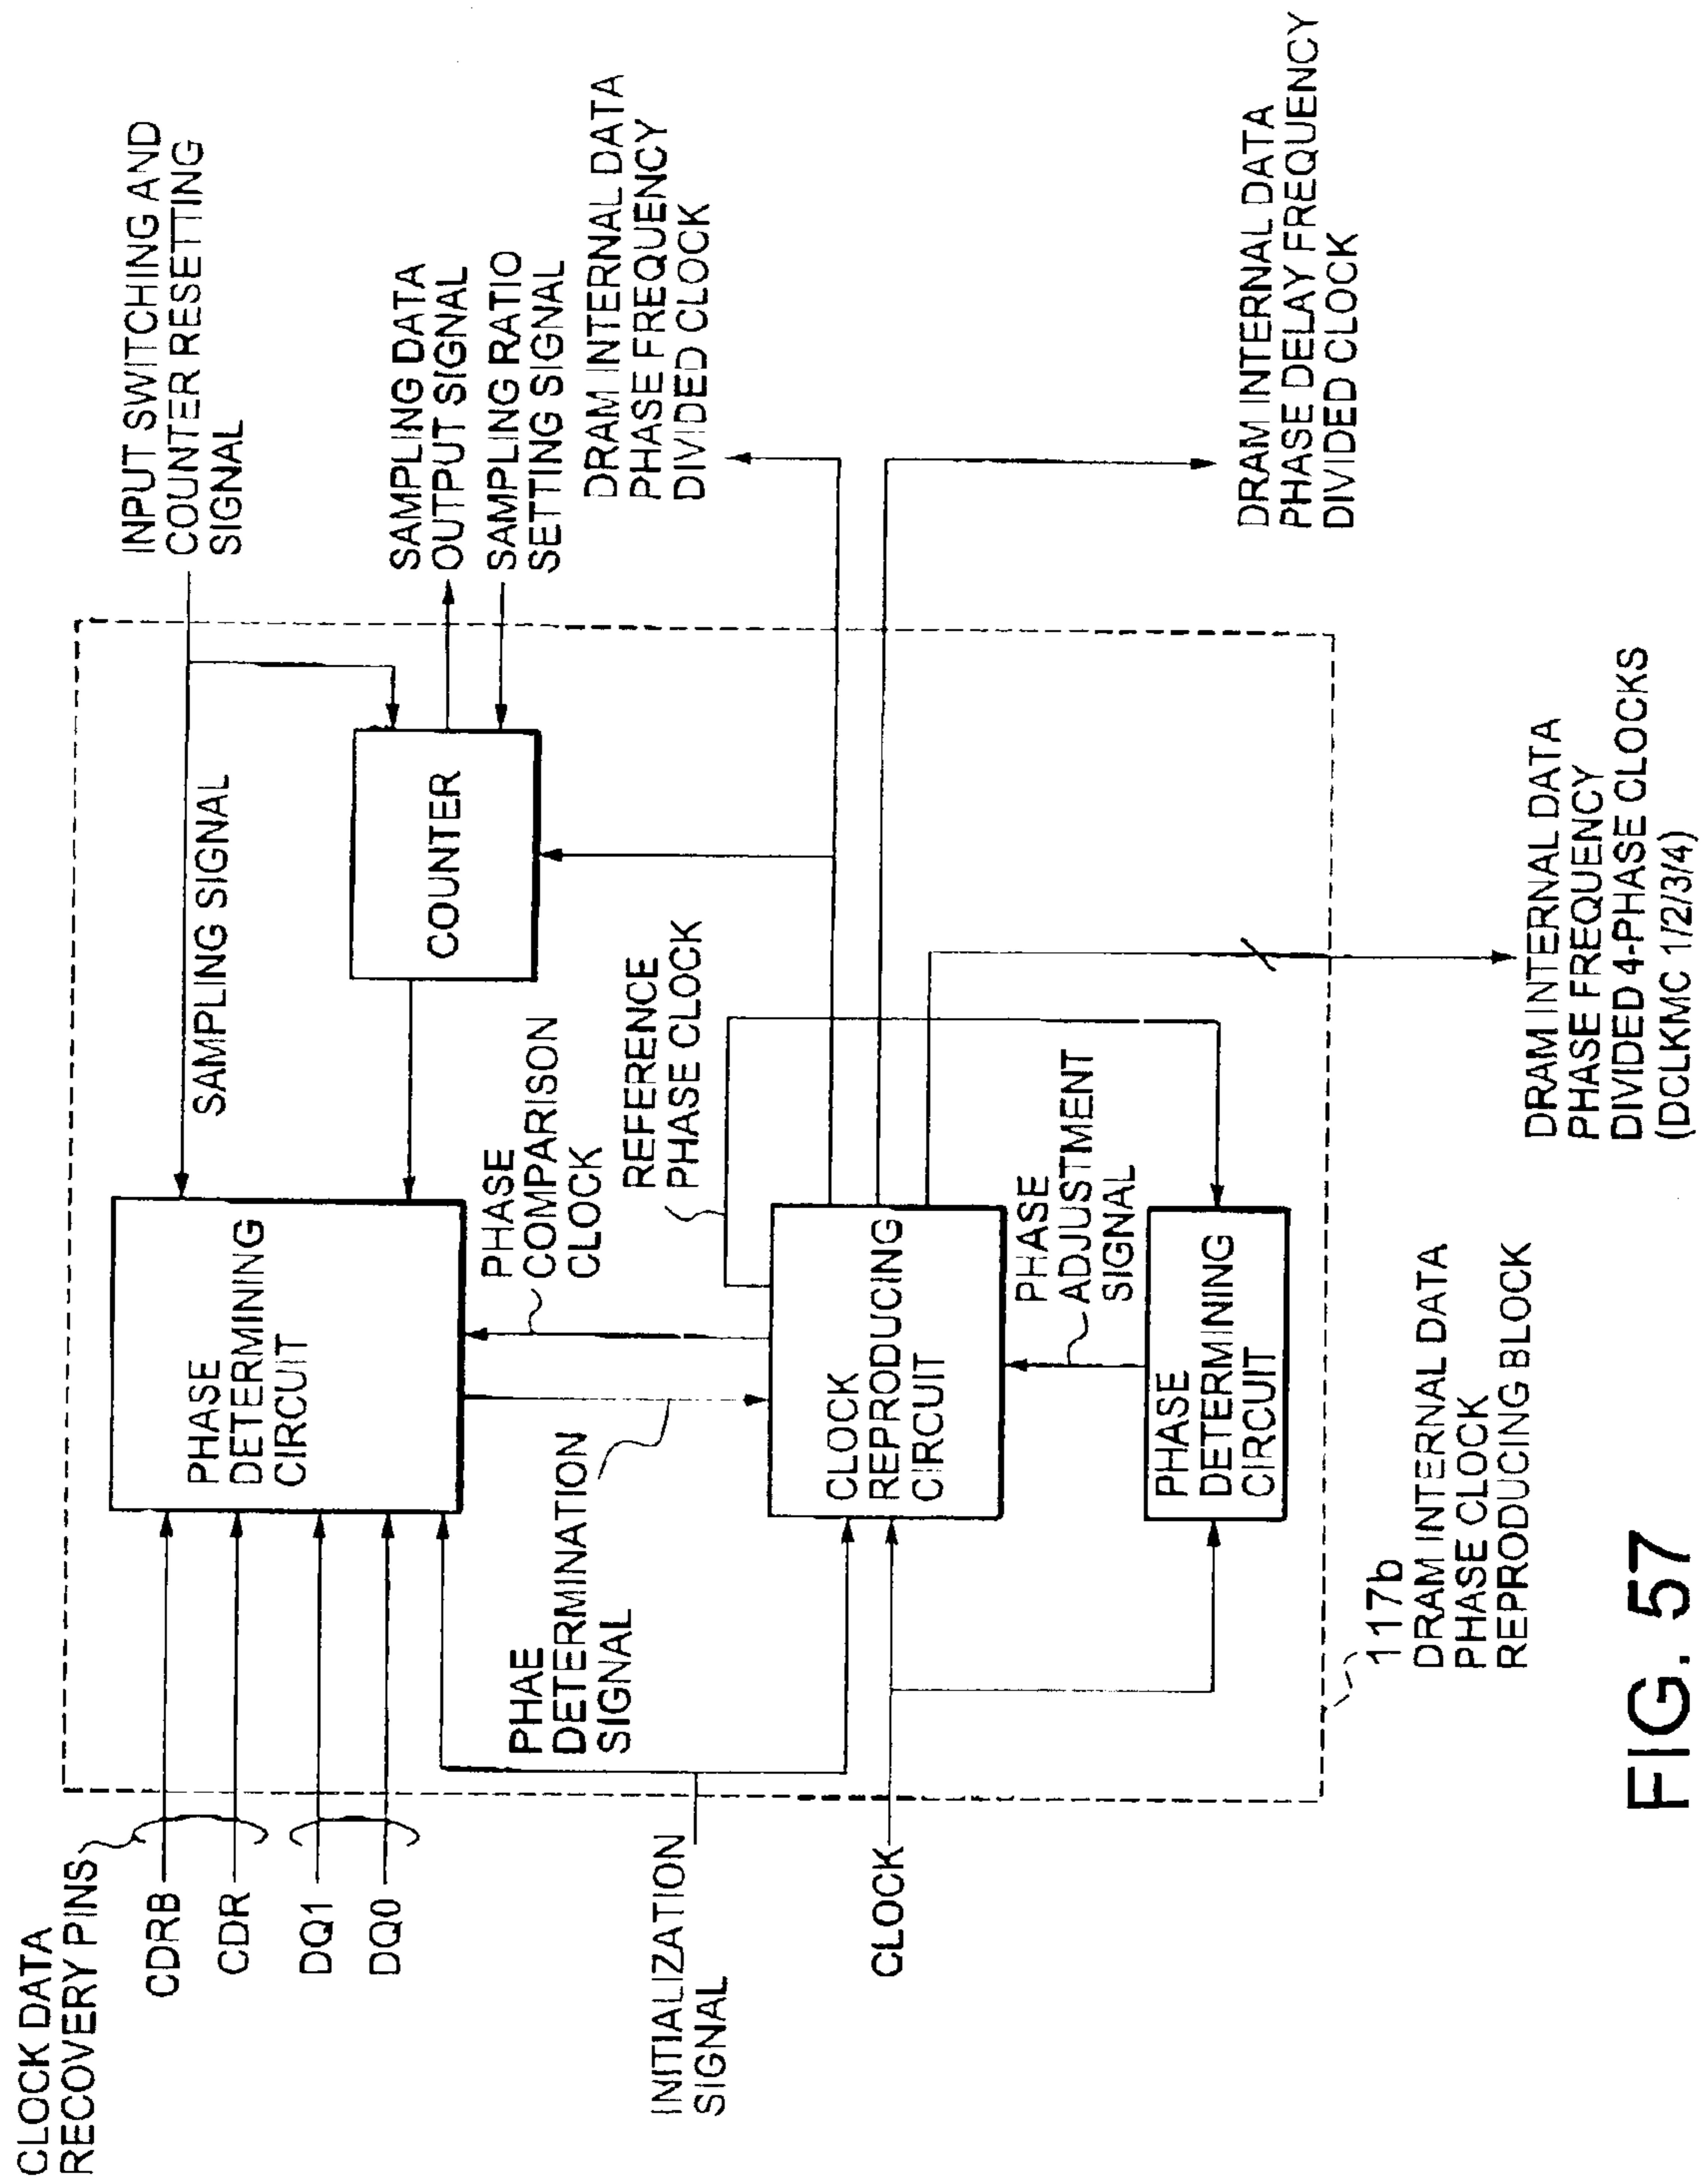 CLOCK DATA
RECOVERY PINS
CDRB
CDR
DQ1
DQ0
INITIALIZATION
SIGNAL
CLOCK
PHASE
DETERMINING
CIRCUIT
PHAE
DETERMINATION
SIGNAL
PHASE
COMPARISON
CLOCK
REFERENCE
PHASE CLOCK
CLOCK
REPRODUCING
CIRCUIT
PHASE
ADJUSTMENT
SIGNAL
PHASE
DETERMINING
CIRCUIT
SAMPLING SIGNAL
COUNTER
INPUT SWITCHING AND
COUNTER RESETTING
SIGNAL
SAMPLING DATA
OUTPUT SIGNAL
SAMPLING RATIO
SETTING SIGNAL
DRAM INTERNAL DATA
PHASE FREQUENCY
DIVIDED CLOCK
DRAM INTERNAL DATA
PHASE DELAY FREQUENCY
DIVIDED CLOCK
DRAM INTERNAL DATA
PHASE FREQUENCY
DIVIDED 4-PHASE CLOCKS
(DCLKMC 1/2/3/4)
117b
DRAM INTERNAL DATA
PHASE CLOCK
REPRODUCING BLOCK
FIG. 57